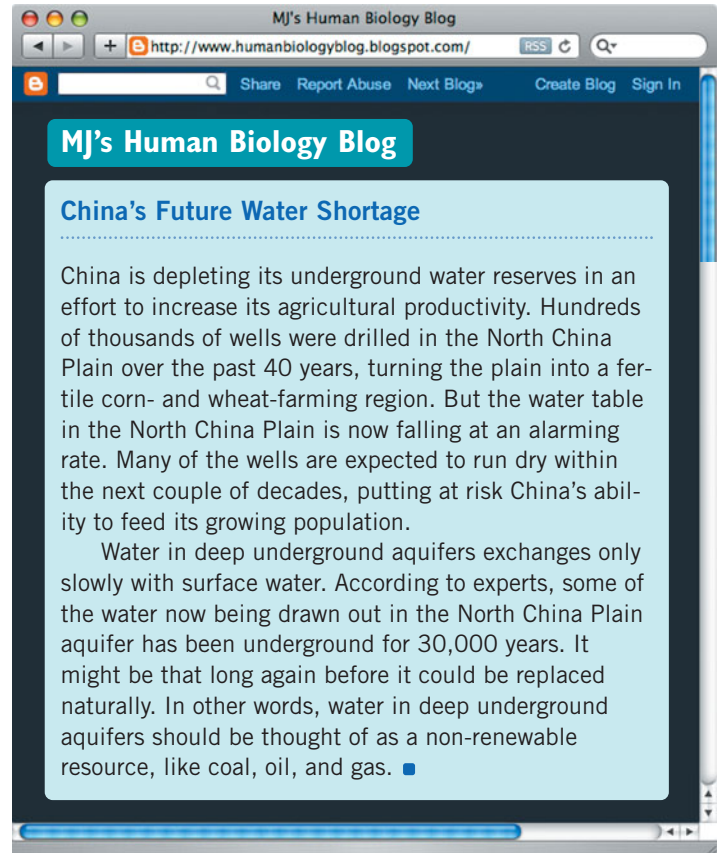 MJ's Human Biology Blog
http://www.humanbiologyblog.blogspot.com/ RSS
Share Report Abuse Next Blog» Create Blog Sign In
MJ's Human Biology Blog
China's Future Water Shortage
China is depleting its underground water reserves in an
effort to increase its agricultural productivity. Hundreds
of thousands of wells were drilled in the North China
Plain over the past 40 years, turning the plain into a fer-
tile corn- and wheat-farming region. But the water table
in the North China Plain is now falling at an alarming
rate. Many of the wells are expected to run dry within
the next couple of decades, putting at risk China's abil-
ity to feed its growing population.
Water in deep underground aquifers exchanges only
slowly with surface water. According to experts, some of
the water now being drawn out in the North China Plain
aquifer has been underground for 30,000 years. It
might be that long again before it could be replaced
naturally. In other words, water in deep underground
aquifers should be thought of as a non-renewable
resource, like coal, oil, and gas.